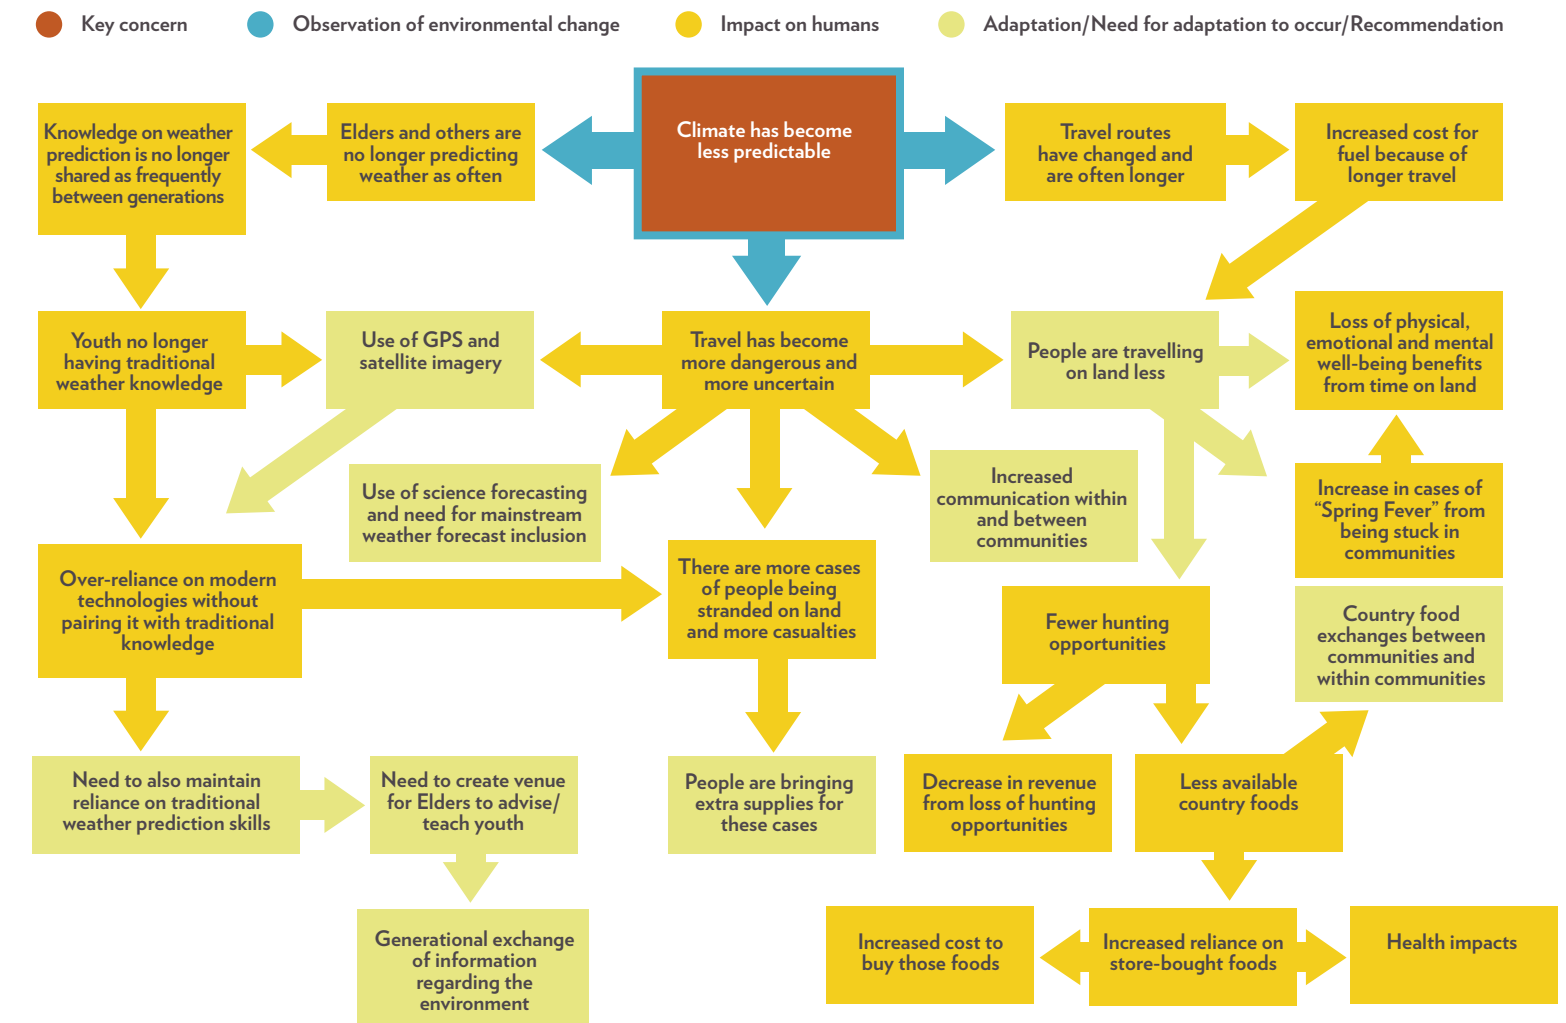 Key concern
Observation of environmental change
Impact on humans
Adaptation/Need for adaptation to occur/Recommendation
Knowledge on weather
prediction is no longer
shared as frequently
between generations
Elders and others are
no longer predicting
weather as often
Climate has become
less predictable
Travel routes
have changed and
are often longer
Increased cost for
fuel because of
longer travel
Youth no longer
having traditional
weather knowledge
Use of GPS and
satellite imagery
Travel has become
more dangerous and
more uncertain
People are travelling
on land less
Loss of physical,
emotional and mental
well-being benefits
from time on land
Use of science forecasting
and need for mainstream
weather forecast inclusion
Increased
communication within
and between
communities
Increase in cases of
“Spring Fever” from
being stuck in
communities
Over-reliance on modern
technologies without
pairing it with traditional
knowledge
There are more cases
of people being
stranded on land
and more casualties
Fewer hunting
opportunities
Country food
exchanges between
communities and
within communities
Need to also maintain
reliance on traditional
weather prediction skills
Need to create venue
for Elders to advise/
teach youth
People are bringing
extra supplies for
these cases
Decrease in revenue
from loss of hunting
opportunities
Less available
country foods
Generational exchange
of information
regarding the
environment
Increased cost to
buy those foods
Increased reliance on
store-bought foods
Health impacts